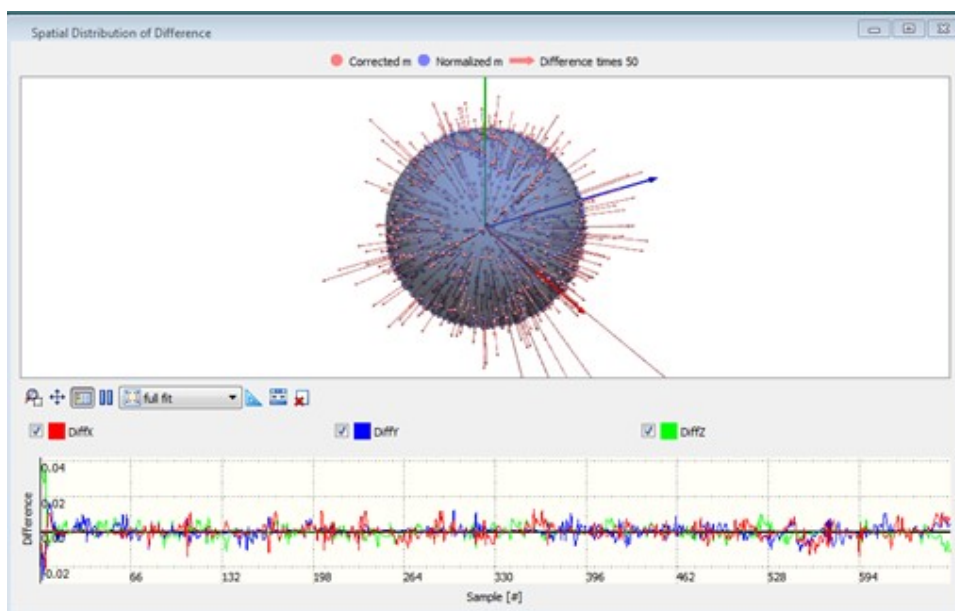 Spatial Distribution of Difference
Corrected m Normalized m Difference times 50
full fit
DiffX DiffY DiffZ
0.04
0.02
0.00
-0.02
Difference
66 132 198 264 330 396 462 528 594
Sample [#]